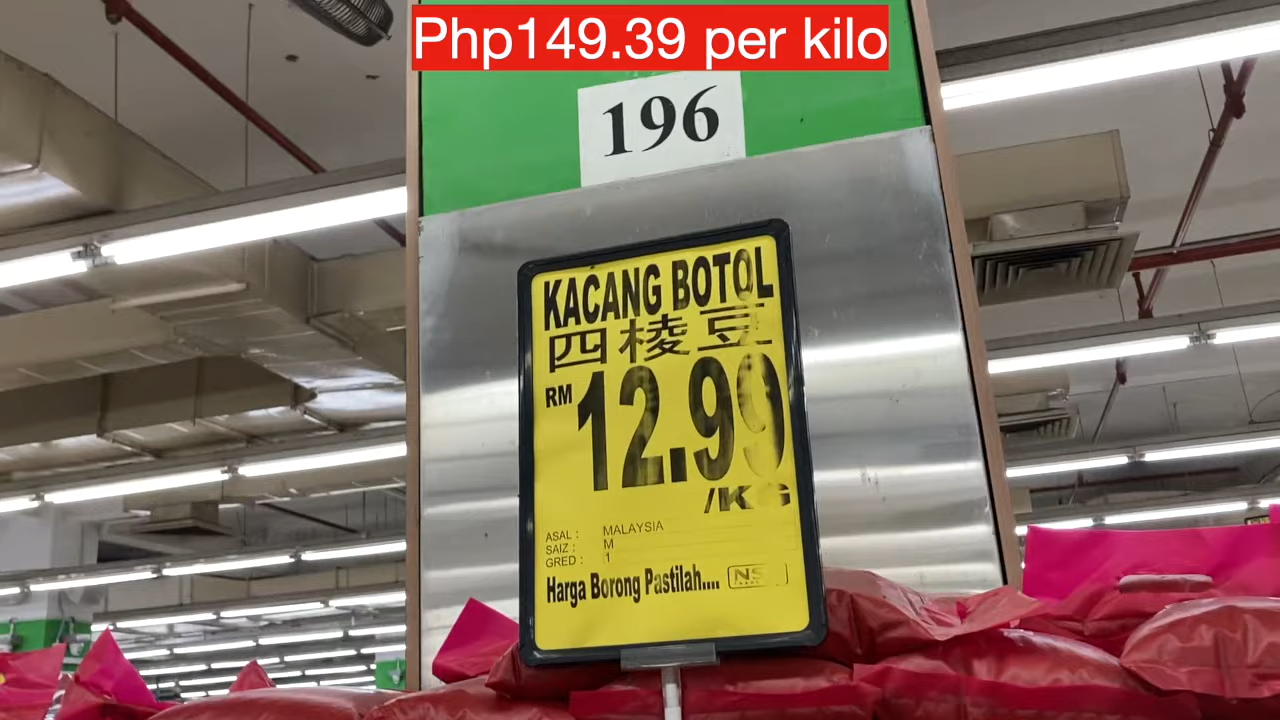 Php149.39 per kilo
196
KACANG BOTOL
四棱豆
RM 12.99
/KG
ASAL : MALAYSIA
SAIZ : M
GRED : 1
Harga Borong Pastilah.... NS